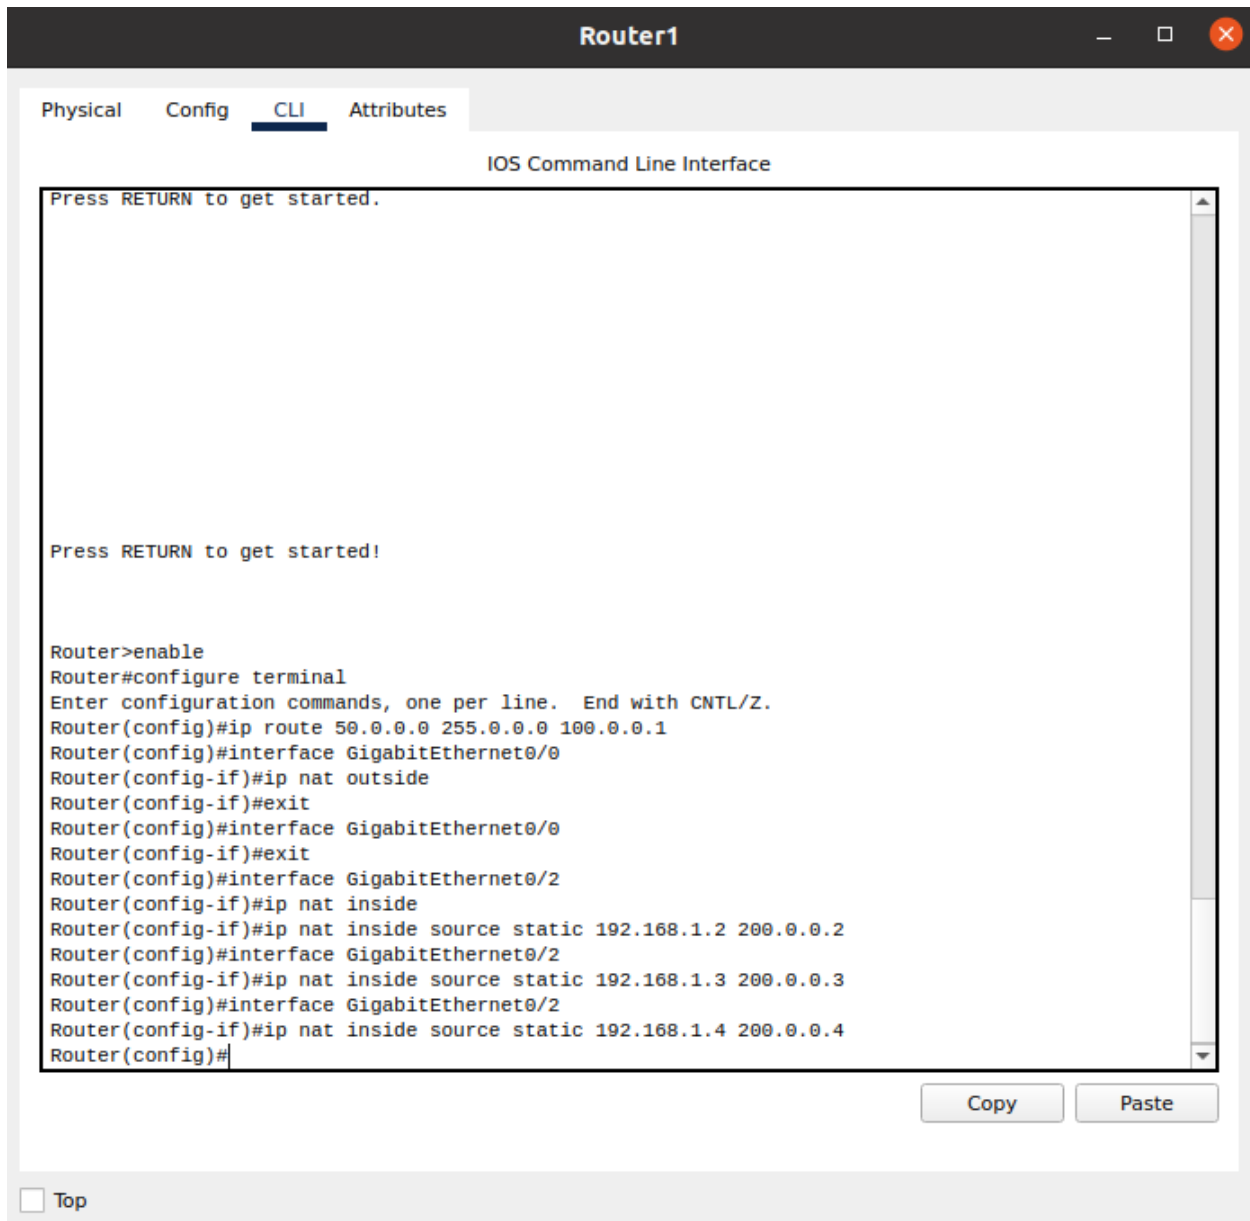 Router1
Physical Config CLI Attributes
IOS Command Line Interface
Press RETURN to get started.
Press RETURN to get started!
Router>enable
Router#configure terminal
Enter configuration commands, one per line.  End with CNTL/Z.
Router(config)#ip route 50.0.0.0 255.0.0.0 100.0.0.1
Router(config)#interface GigabitEthernet0/0
Router(config-if)#ip nat outside
Router(config-if)#exit
Router(config)#interface GigabitEthernet0/0
Router(config-if)#exit
Router(config)#interface GigabitEthernet0/2
Router(config-if)#ip nat inside
Router(config-if)#ip nat inside source static 192.168.1.2 200.0.0.2
Router(config)#interface GigabitEthernet0/2
Router(config-if)#ip nat inside source static 192.168.1.3 200.0.0.3
Router(config)#interface GigabitEthernet0/2
Router(config-if)#ip nat inside source static 192.168.1.4 200.0.0.4
Router(config)#
Copy Paste
Top